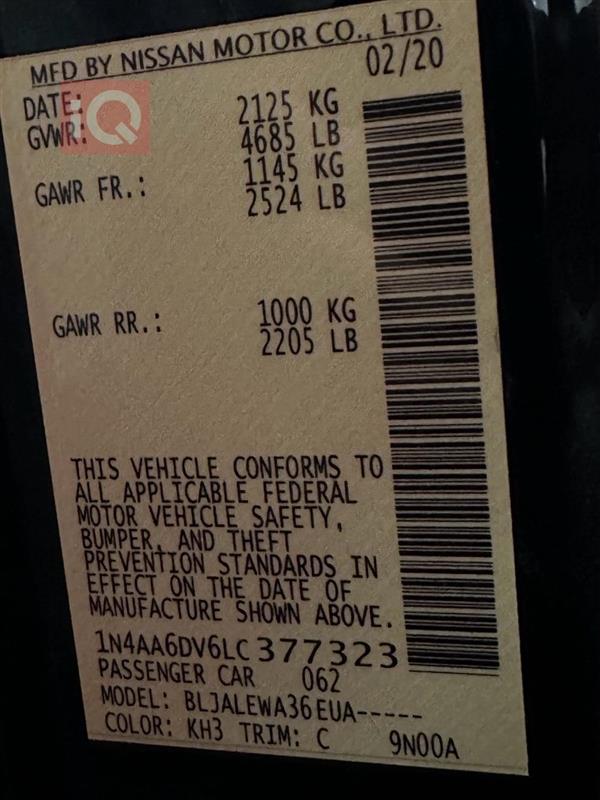 MFD BY NISSAN MOTOR CO., LTD.
DATE: 02/20
GVWR: 2125 KG
4685 LB
GAWR FR.: 1145 KG
2524 LB
GAWR RR.: 1000 KG
2205 LB
THIS VEHICLE CONFORMS TO
ALL APPLICABLE FEDERAL
MOTOR VEHICLE SAFETY,
BUMPER, AND THEFT
PREVENTION STANDARDS IN
EFFECT ON THE DATE OF
MANUFACTURE SHOWN ABOVE.
1N4AA6DV6LC377323
PASSENGER CAR 062
MODEL: BLJALEWA36EUA-----
COLOR: KH3 TRIM: C 9N00A
iQ